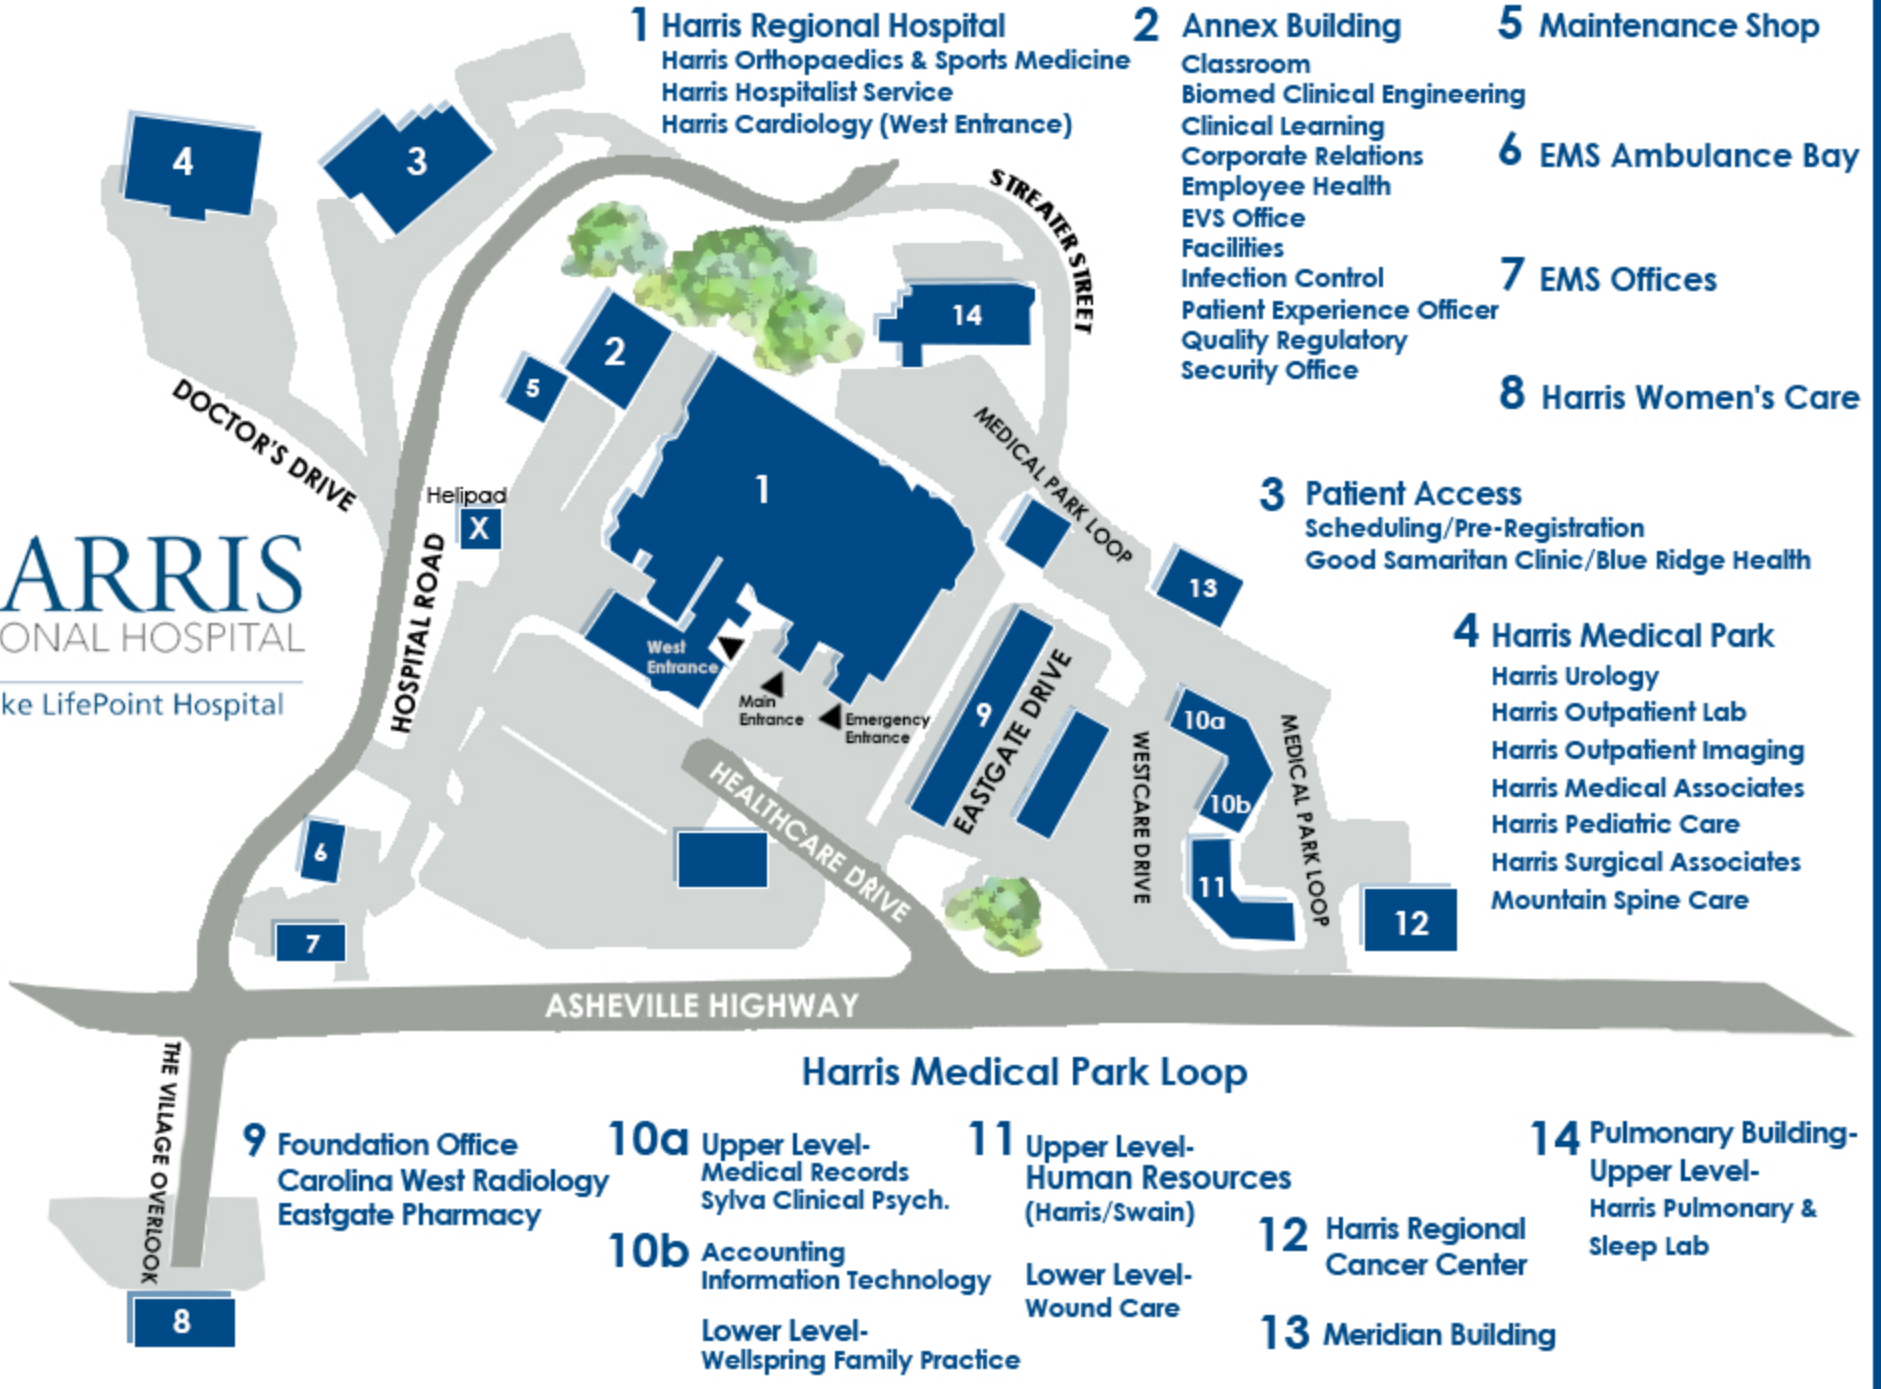 1 Harris Regional Hospital
Harris Orthopaedics & Sports Medicine
Harris Hospitalist Service
Harris Cardiology (West Entrance)
2 Annex Building
Classroom
Biomed Clinical Engineering
Clinical Learning
Corporate Relations
Employee Health
EVS Office
Facilities
Infection Control
Patient Experience Officer
Quality Regulatory
Security Office
5 Maintenance Shop
6 EMS Ambulance Bay
7 EMS Offices
8 Harris Women's Care
3 Patient Access
Scheduling/Pre-Registration
Good Samaritan Clinic/Blue Ridge Health
4 Harris Medical Park
Harris Urology
Harris Outpatient Lab
Harris Outpatient Imaging
Harris Medical Associates
Harris Pediatric Care
Harris Surgical Associates
Mountain Spine Care
4
3
STREATER STREET
14
2
5
DOCTOR'S DRIVE
MEDICAL PARK LOOP
1
Helipad
X
HOSPITAL ROAD
ARRIS
ONAL HOSPITAL
ke LifePoint Hospital
13
West
Entrance
Main
Entrance
Emergency
Entrance
9
EASTGATE DRIVE
10a
10b
WESTCARE DRIVE
MEDICAL PARK LOOP
HEALTHCARE DRIVE
6
11
12
7
ASHEVILLE HIGHWAY
THE VILLAGE OVERLOOK
8
Harris Medical Park Loop
9 Foundation Office
Carolina West Radiology
Eastgate Pharmacy
10a Upper Level-
Medical Records
Sylva Clinical Psych.
10b Accounting
Information Technology
Lower Level-
Wellspring Family Practice
11 Upper Level-
Human Resources
(Harris/Swain)
Lower Level-
Wound Care
12 Harris Regional
Cancer Center
13 Meridian Building
14 Pulmonary Building-
Upper Level-
Harris Pulmonary &
Sleep Lab